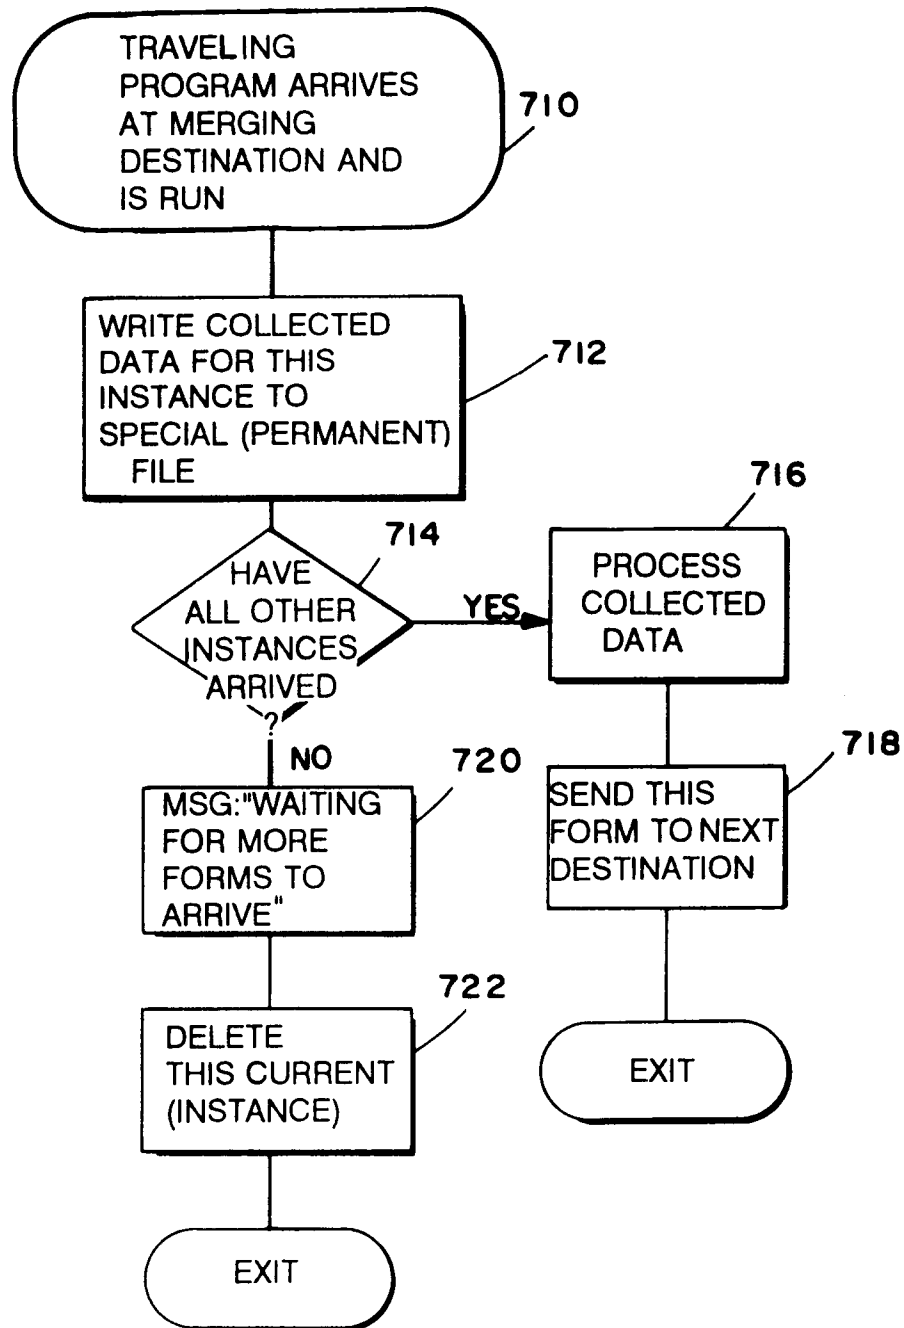 TRAVELING
PROGRAM ARRIVES
AT MERGING
DESTINATION AND
IS RUN
710
WRITE COLLECTED
DATA FOR THIS
INSTANCE TO
SPECIAL (PERMANENT)
FILE
712
714
HAVE
ALL OTHER
INSTANCES
ARRIVED
?
YES
NO
716
PROCESS
COLLECTED
DATA
718
SEND THIS
FORM TO NEXT
DESTINATION
EXIT
720
MSG:"WAITING
FOR MORE
FORMS TO
ARRIVE"
722
DELETE
THIS CURRENT
(INSTANCE)
EXIT